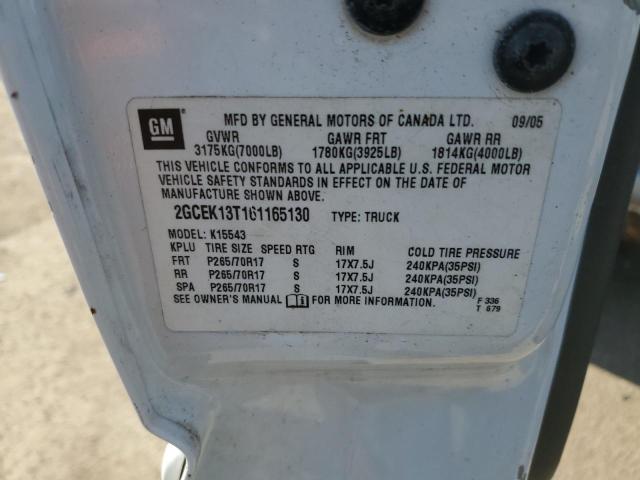 GM
MFD BY GENERAL MOTORS OF CANADA LTD. 09/05
GVWR GAWR FRT GAWR RR
3175KG(7000LB) 1780KG(3925LB) 1814KG(4000LB)
THIS VEHICLE CONFORMS TO ALL APPLICABLE U.S. FEDERAL MOTOR
VEHICLE SAFETY STANDARDS IN EFFECT ON THE DATE OF
MANUFACTURE SHOWN ABOVE.
2GCEK13T161165130 TYPE: TRUCK
MODEL: K15543
KPLU TIRE SIZE SPEED RTG RIM COLD TIRE PRESSURE
FRT P265/70R17 S 17X7.5J 240KPA(35PSI)
RR P265/70R17 S 17X7.5J 240KPA(35PSI)
SPA P265/70R17 S 17X7.5J 240KPA(35PSI)
SEE OWNER'S MANUAL FOR MORE INFORMATION. F 336
T 679